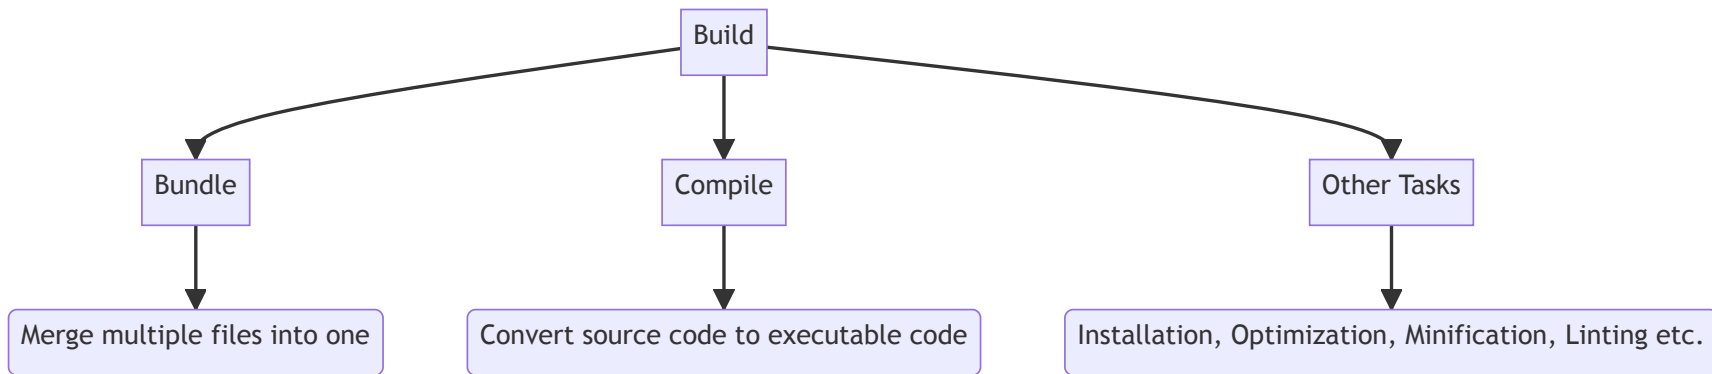 Build
Bundle
Compile
Other Tasks
Merge multiple files into one
Convert source code to executable code
Installation, Optimization, Minification, Linting etc.